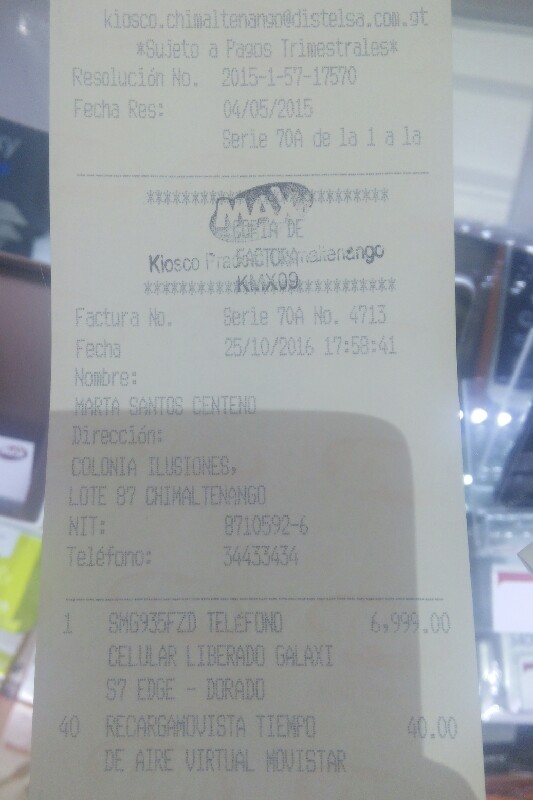 kiosco.chimaltenango@distelsa.com.gt
*Sujeto a Pagos Trimestrales*
Resolución No. 2015-1-57-17570
Fecha Res: 04/05/2015
Serie 70A de la 1 a la
********************************
MAX
COPIA DE
FACTURA
Kiosco Pradera Chimaltenango
KMX09
********************************
Factura No. Serie 70A No. 4713
Fecha 25/10/2016 17:58:41
Nombre:
MARTA SANTOS CENTENO
Dirección:
COLONIA ILUSIONES,
LOTE 87 CHIMALTENANGO
NIT: 8710592-6
Teléfono: 34433434
1 SMG935FZD TELéFONO 6,999.00
CELULAR LIBERADO GALAXI
S7 EDGE - DORADO
40 RECARGAMOVISTA TIEMPO 40.00
DE AIRE VIRTUAL MOVISTAR